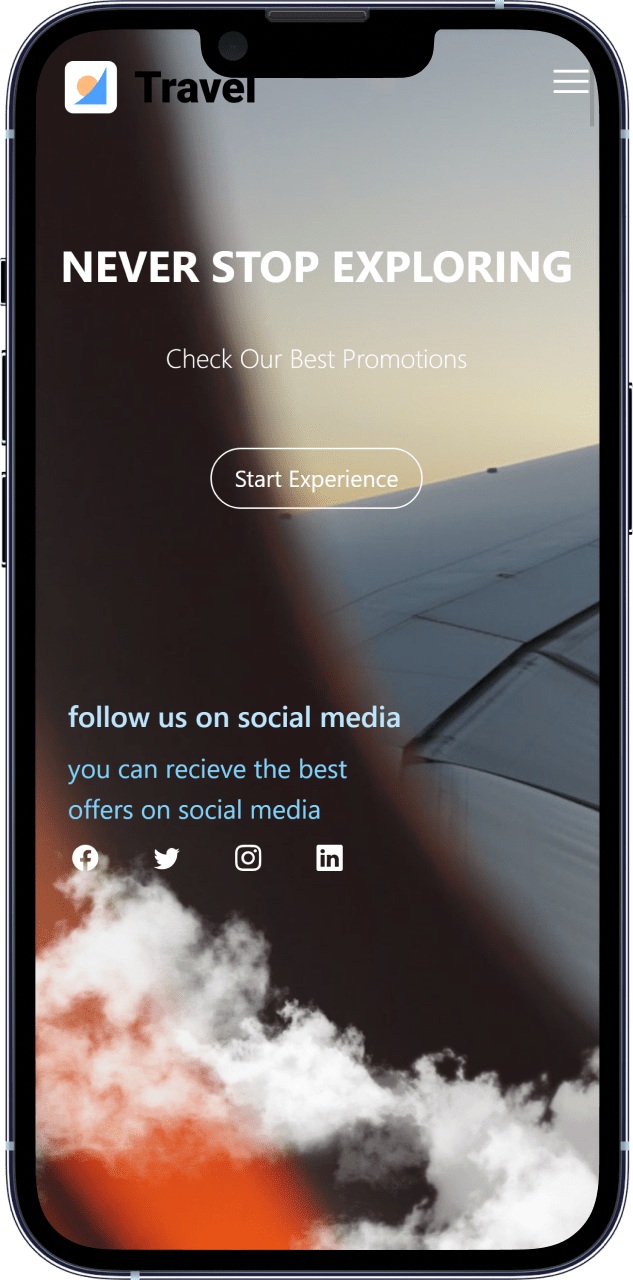 Travel
NEVER STOP EXPLORING
Check Our Best Promotions
Start Experience
follow us on social media
you can recieve the best
offers on social media